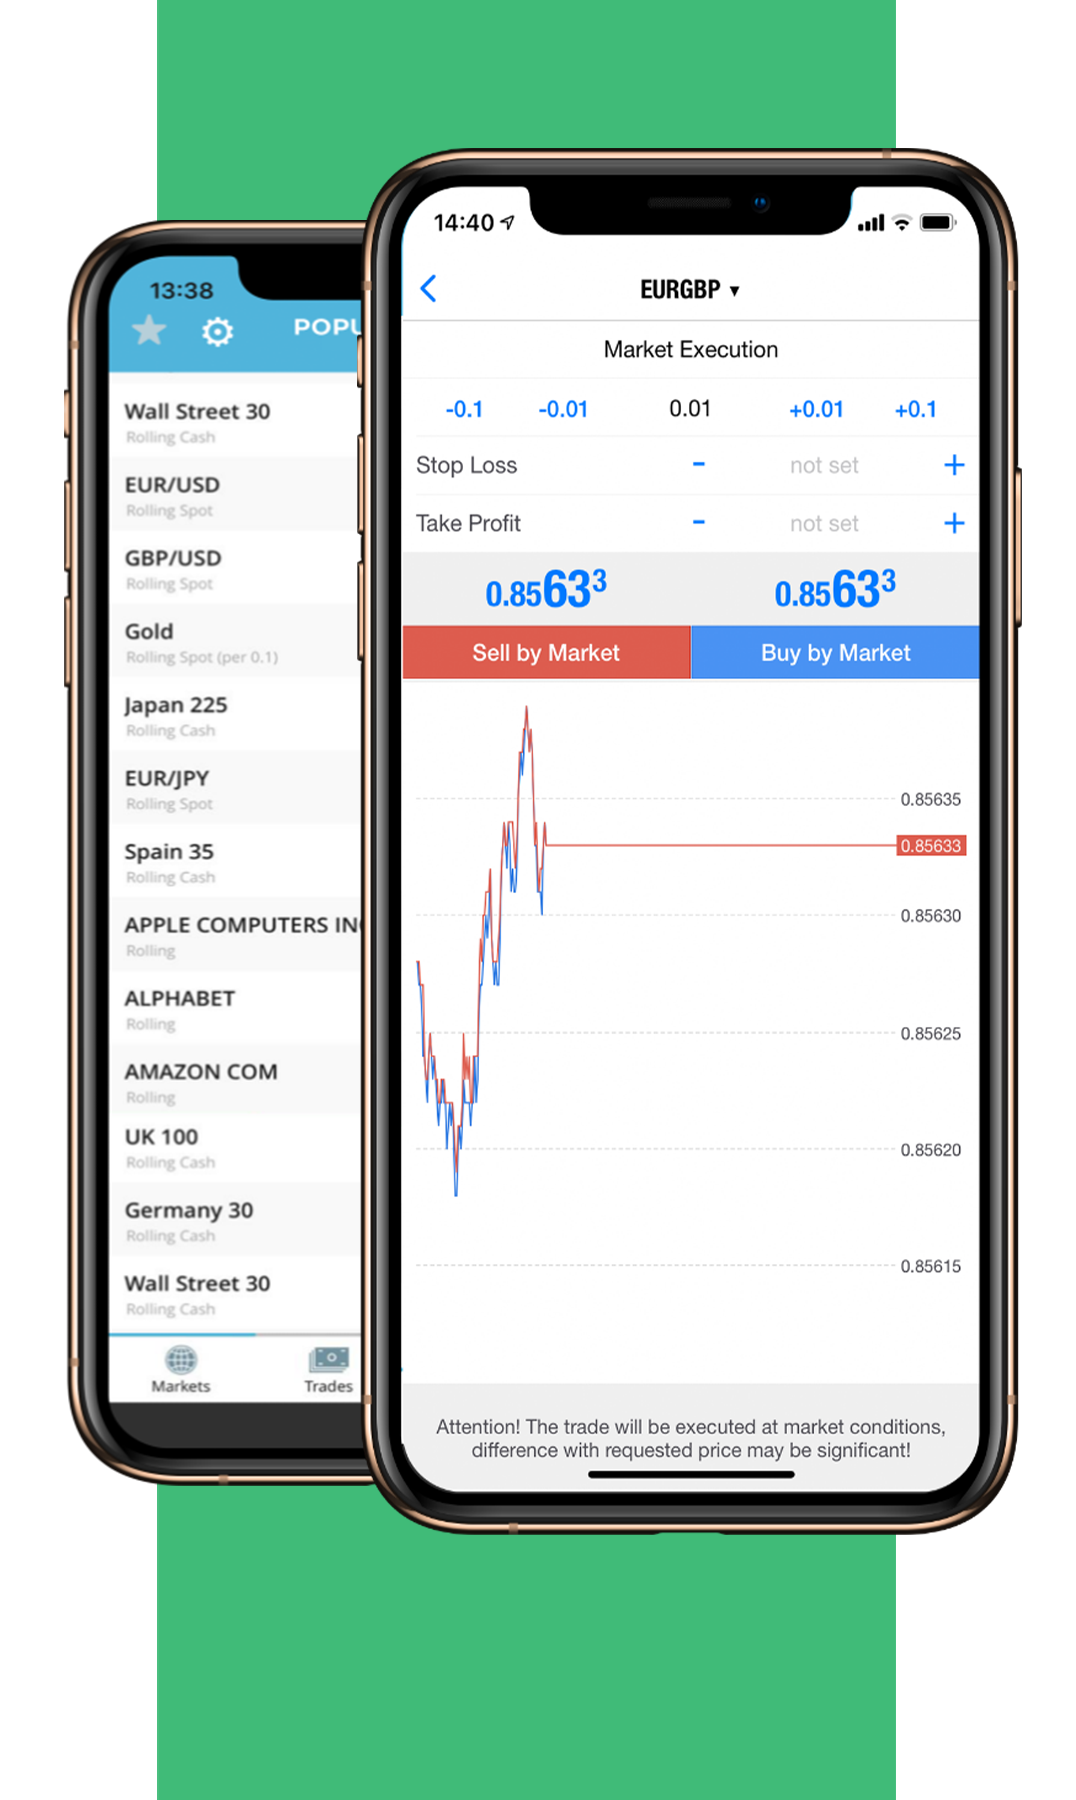 13:38
POPU
Wall Street 30
Rolling Cash
EUR/USD
Rolling Spot
GBP/USD
Rolling Spot
Gold
Rolling Spot (per 0.1)
Japan 225
Rolling Cash
EUR/JPY
Rolling Spot
Spain 35
Rolling Cash
APPLE COMPUTERS IN
Rolling
ALPHABET
Rolling
AMAZON COM
Rolling
UK 100
Rolling Cash
Germany 30
Rolling Cash
Wall Street 30
Rolling Cash
Markets Trades
14:40
EURGBP ▾
Market Execution
-0.1 -0.01 0.01 +0.01 +0.1
Stop Loss - not set +
Take Profit - not set +
0.85633 0.85633
Sell by Market Buy by Market
0.85635
0.85633
0.85630
0.85625
0.85620
0.85615
Attention! The trade will be executed at market conditions,
difference with requested price may be significant!